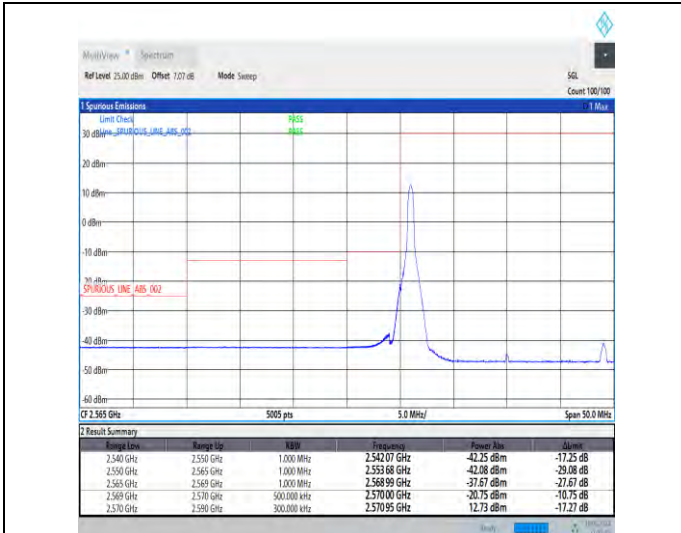 MultiView Spectrum
Ref Level 25.00 dBm Offset 7.07 dB Mode Sweep SGL
Count 100/100
1 Spurious Emissions 1 Max
Limit Check PASS
Line _SPURIOUS_LINE_ABS_002 PASS
30 dBm
20 dBm
10 dBm
0 dBm
-10 dBm
-20 dBm
SPURIOUS_LINE_ABS_002
-30 dBm
-40 dBm
-50 dBm
-60 dBm
CF 2.565 GHz 5005 pts 5.0 MHz/ Span 50.0 MHz
2 Result Summary
Range Low Range Up RBW Frequency Power Abs ΔLimit
2.540 GHz 2.550 GHz 1.000 MHz 2.542 07 GHz -42.25 dBm -17.25 dB
2.550 GHz 2.565 GHz 1.000 MHz 2.553 68 GHz -42.08 dBm -29.08 dB
2.565 GHz 2.569 GHz 1.000 MHz 2.568 99 GHz -37.67 dBm -27.67 dB
2.569 GHz 2.570 GHz 500.000 kHz 2.570 00 GHz -20.75 dBm -10.75 dB
2.570 GHz 2.590 GHz 300.000 kHz 2.570 95 GHz 12.73 dBm -17.27 dB
Ready